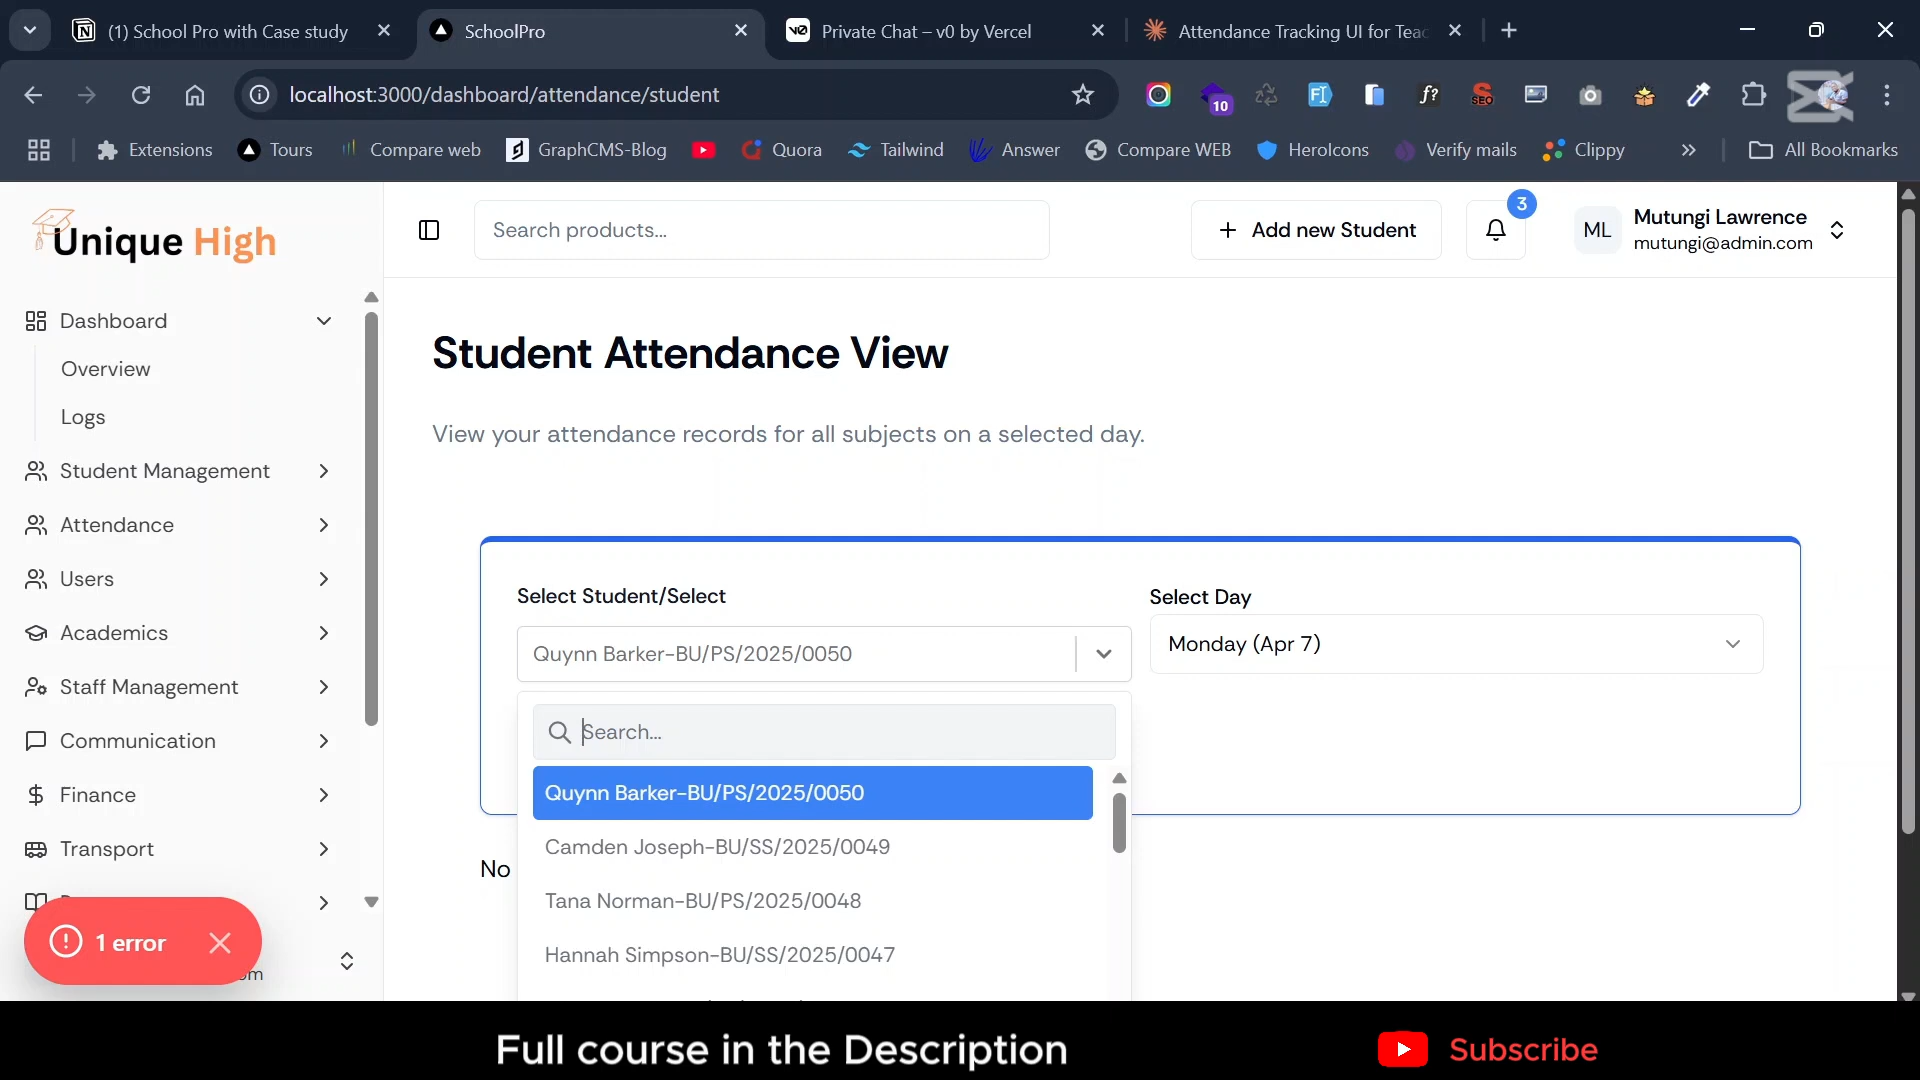 (1) School Pro with Case study
SchoolPro
Private Chat – v0 by Vercel
Attendance Tracking UI for Teac
localhost:3000/dashboard/attendance/student
10
f?
SEO
Extensions
Tours
Compare web
GraphCMS-Blog
Quora
Tailwind
Answer
Compare WEB
HeroIcons
Verify mails
Clippy
All Bookmarks
Unique High
Search products...
Add new Student
3
ML
Mutungi Lawrence
mutungi@admin.com
Dashboard
Overview
Logs
Student Management
Attendance
Users
Academics
Staff Management
Communication
Finance
Transport
1 error
om
Student Attendance View
View your attendance records for all subjects on a selected day.
Select Student/Select
Quynn Barker-BU/PS/2025/0050
Select Day
Monday (Apr 7)
Search...
Quynn Barker-BU/PS/2025/0050
Camden Joseph-BU/SS/2025/0049
Tana Norman-BU/PS/2025/0048
Hannah Simpson-BU/SS/2025/0047
No
Full course in the Description
Subscribe